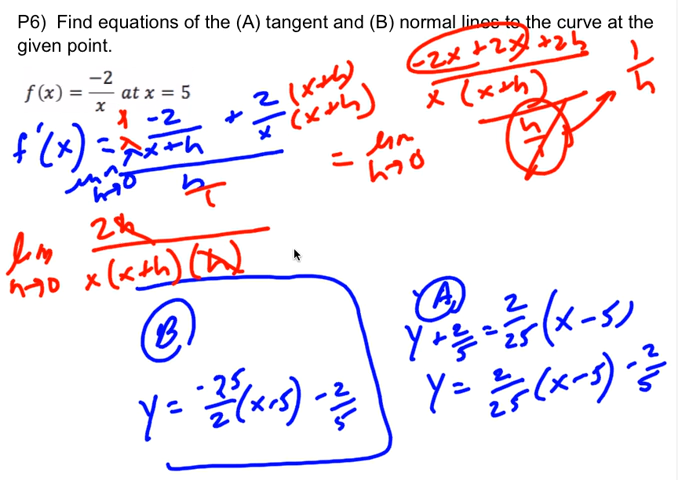 P6) Find equations of the (A) tangent and (B) normal lines to the curve at the
given point.
f(x) = -2/x at x = 5
f'(x) = lim h→0 (x/x · -2/(x+h) + 2/x · (x+h)/(x+h)) / (h/1)
= lim h→0 ((-2x + 2x + 2h) / (x(x+h))) / (h/1) 1/h
lim h→0 2h / (x(x+h)(h))
(A)
y + 2/5 = 2/25 (x-5)
y = 2/25 (x-5) - 2/5
(B)
y = -25/2 (x-5) - 2/5